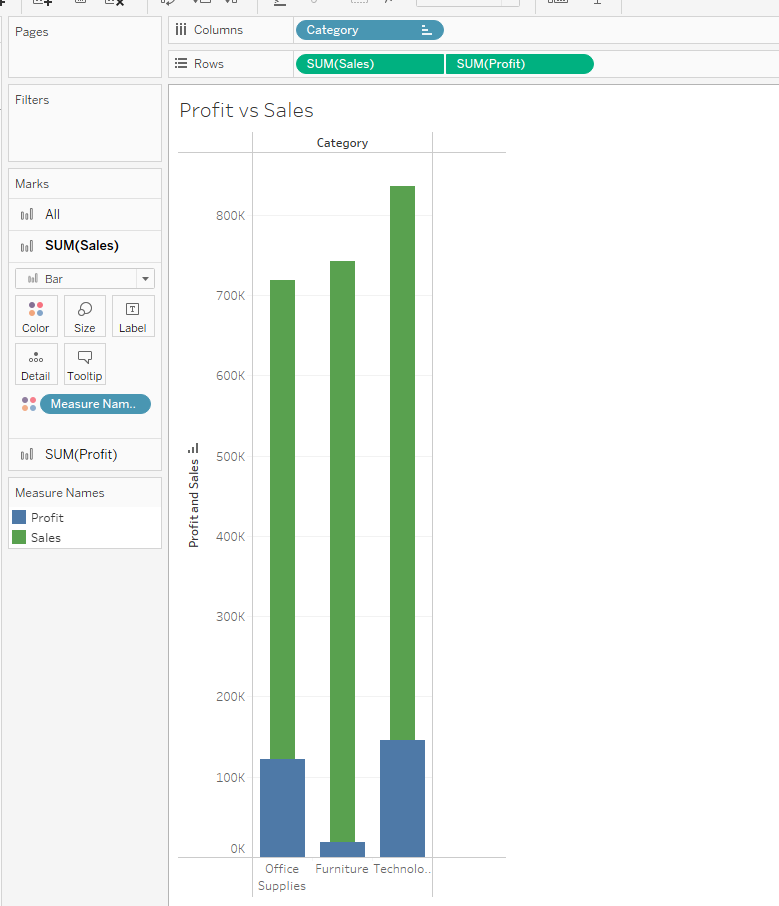 Pages
Columns
Category
Rows
SUM(Sales)
SUM(Profit)
Filters
Profit vs Sales
Category
Marks
All
SUM(Sales)
Bar
Color
Size
Label
Detail
Tooltip
Measure Nam..
SUM(Profit)
Measure Names
Profit
Sales
Profit and Sales
800K
700K
600K
500K
400K
300K
200K
100K
0K
Office Furniture Technolo..
Supplies